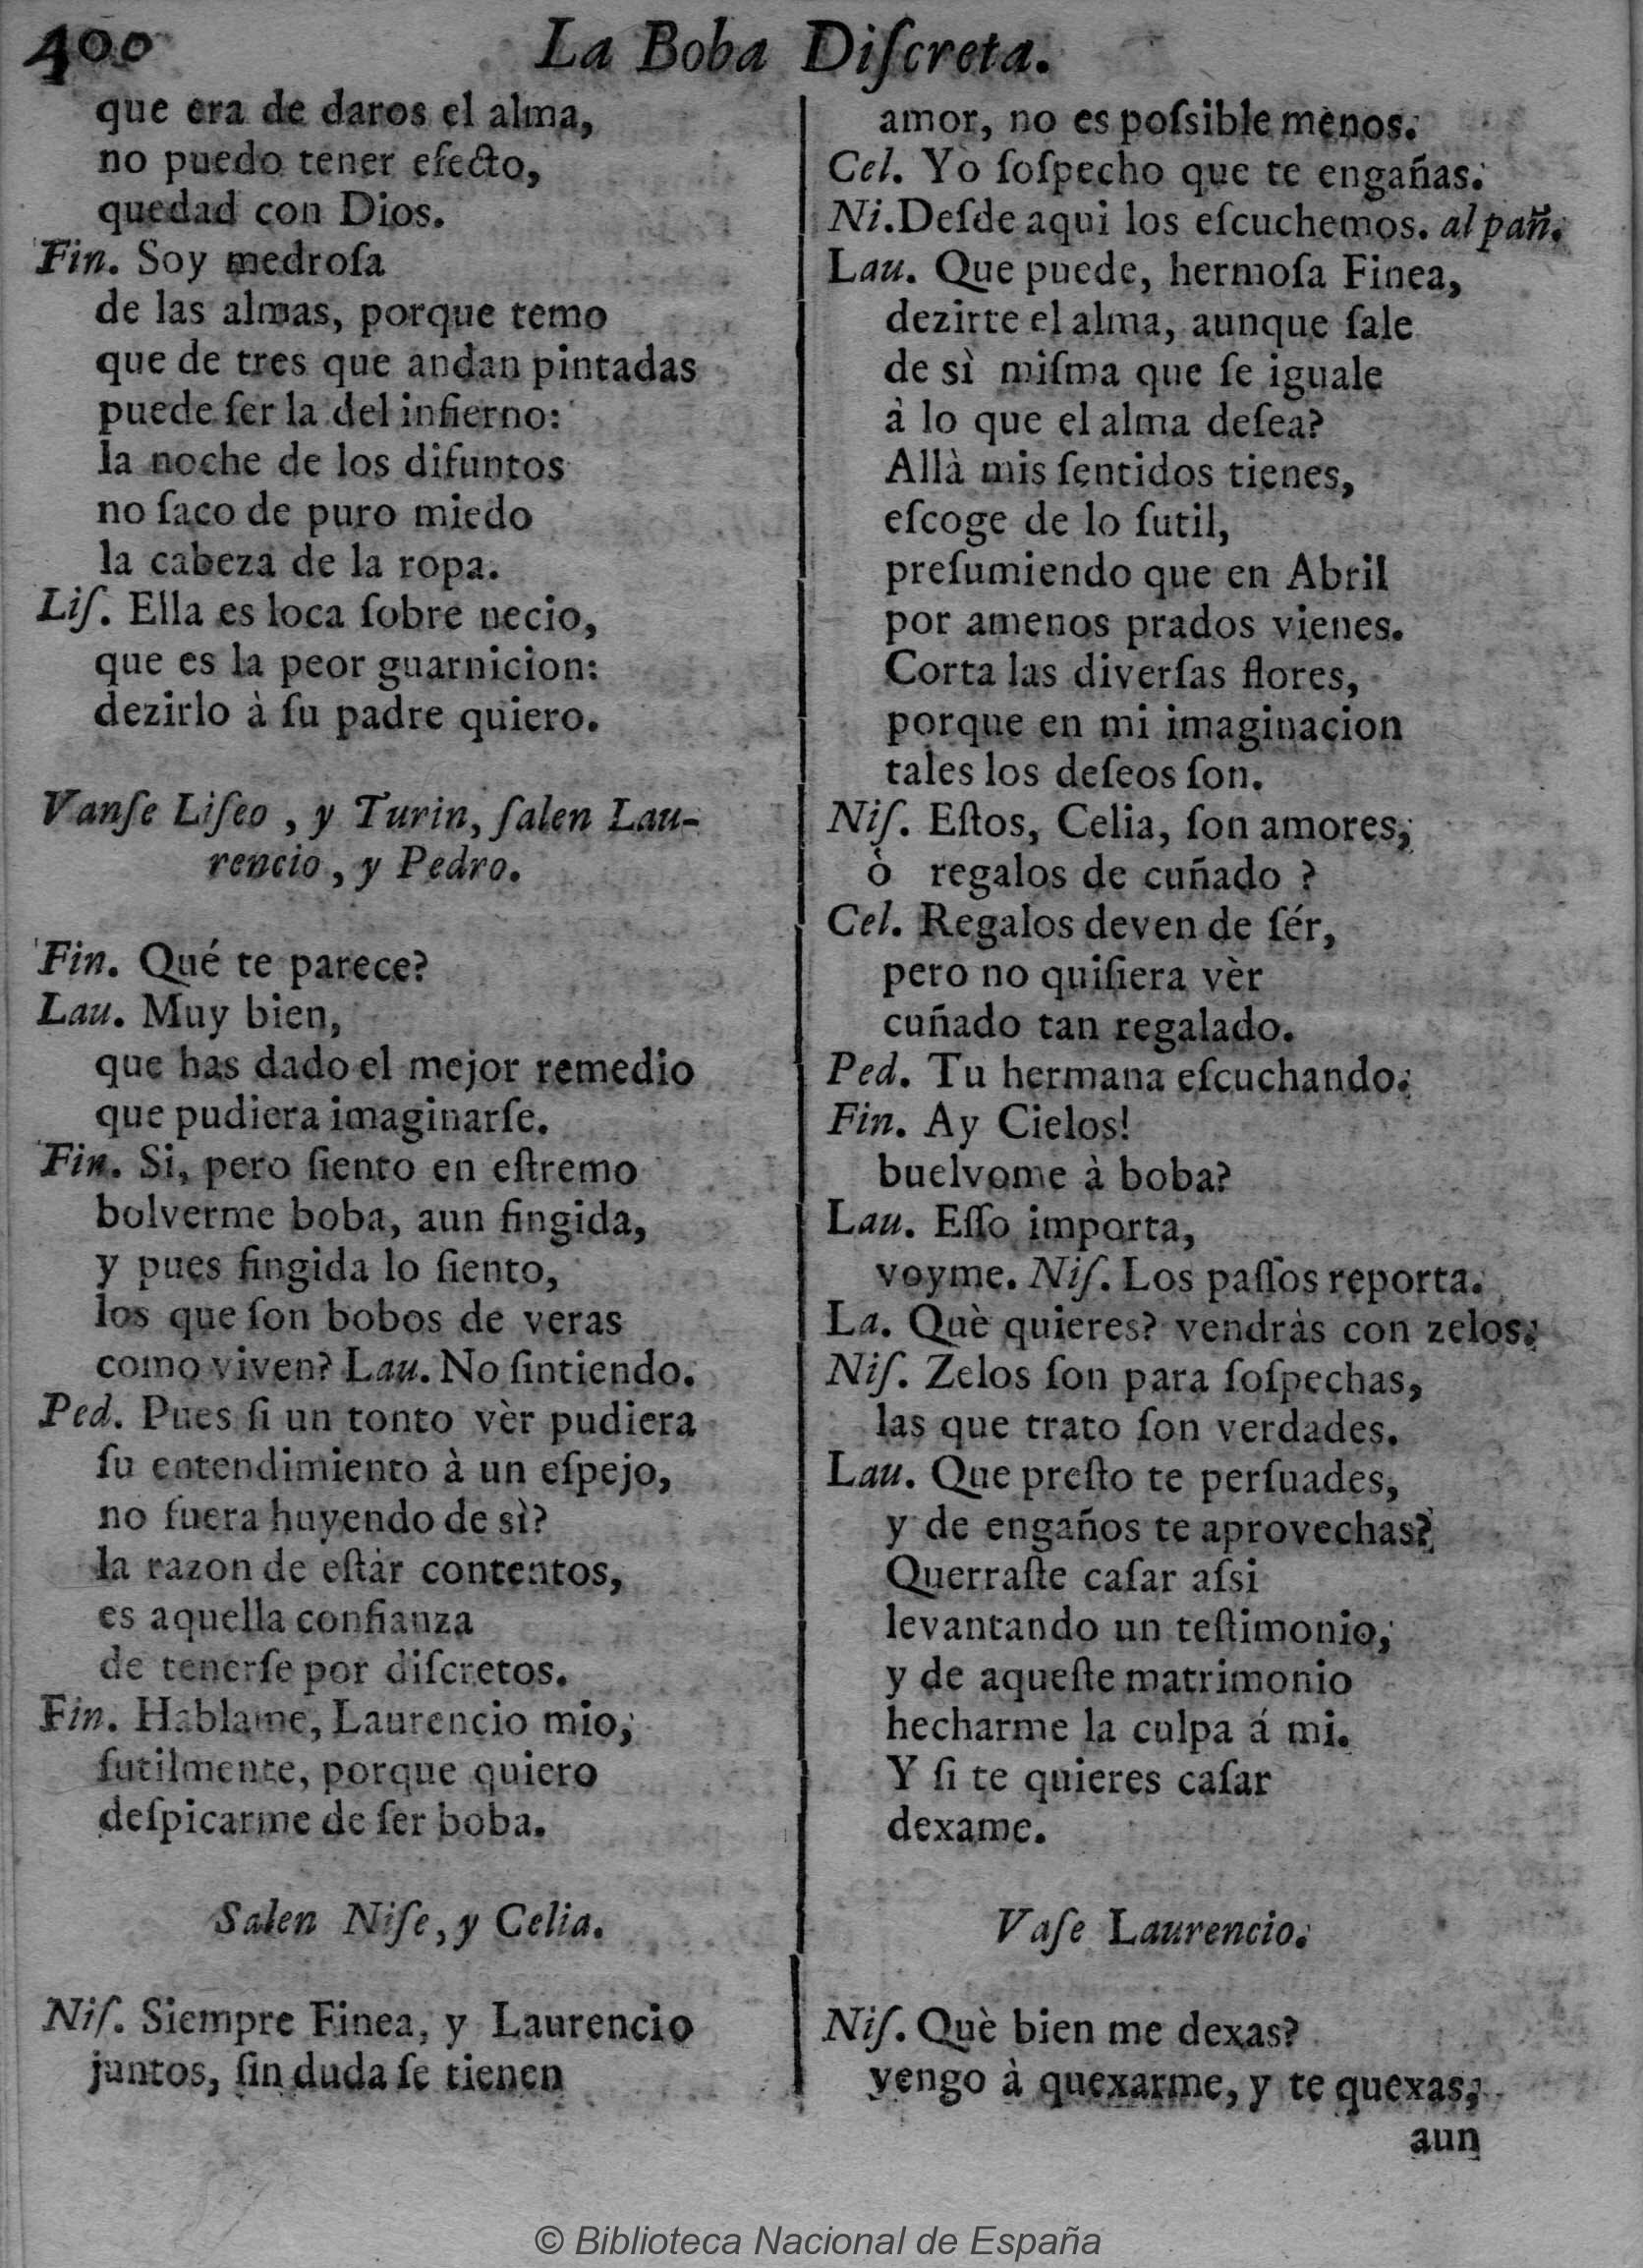 400
La Boba Diſcreta.
que era de daros el alma,
no puedo tener efecto,
quedad con Dios.
Fin. Soy medroſa
de las almas, porque temo
que de tres que andan pintadas
puede ſer la del infierno:
la noche de los difuntos
no ſaco de puro miedo
la cabeza de la ropa.
Liſ. Ella es loca ſobre necio,
que es la peor guarnicion:
dezirlo à ſu padre quiero.
Vanſe Liſeo , y Turin, ſalen Lau-
rencio , y Pedro.
Fin. Qué te parece?
Lau. Muy bien,
que has dado el mejor remedio
que pudiera imaginarſe.
Fin. Si, pero ſiento en eſtremo
bolverme boba, aun fingida,
y pues fingida lo ſiento,
los que ſon bobos de veras
como viven? Lau. No ſintiendo.
Ped. Pues ſi un tonto vèr pudiera
ſu entendimiento à un eſpejo,
no fuera huyendo de sì?
la razon de eſtàr contentos,
es aquella confianza
de tenerſe por diſcretos.
Fin. Hablame, Laurencio mio,
ſutilmente, porque quiero
deſpicarme de ſer boba.
Salen Niſe, y Celia.
Niſ. Siempre Finea, y Laurencio
juntos, ſin duda ſe tienen
amor, no es poſsible menos.
Cel. Yo ſoſpecho que te engañas.
Ni. Deſde aqui los eſcuchemos. al pañ.
Lau. Que puede, hermoſa Finea,
dezirte el alma, aunque ſale
de sì miſma que ſe iguale
à lo que el alma deſea?
Allà mis ſentidos tienes,
eſcoge de lo ſutil,
preſumiendo que en Abril
por amenos prados vienes.
Corta las diverſas flores,
porque en mi imaginacion
tales los deſeos ſon.
Niſ. Eſtos, Celia, ſon amores,
ò regalos de cuñado ?
Cel. Regalos deven de ſér,
pero no quiſiera vèr
cuñado tan regalado.
Ped. Tu hermana eſcuchando.
Fin. Ay Cielos!
buelvome à boba?
Lau. Eſſo importa,
voyme. Niſ. Los paſſos reporta.
La. Què quieres? vendràs con zelos.
Niſ. Zelos ſon para ſoſpechas,
las que trato ſon verdades.
Lau. Que preſto te perſuades,
y de engaños te aprovechas?
Querraſte caſar aſsi
levantando un teſtimonio,
y de aqueſte matrimonio
hecharme la culpa á mi.
Y ſi te quieres caſar
dexame.
Vaſe Laurencio.
Niſ. Què bien me dexas?
vengo à quexarme, y te quexas,
aun
© Biblioteca Nacional de España